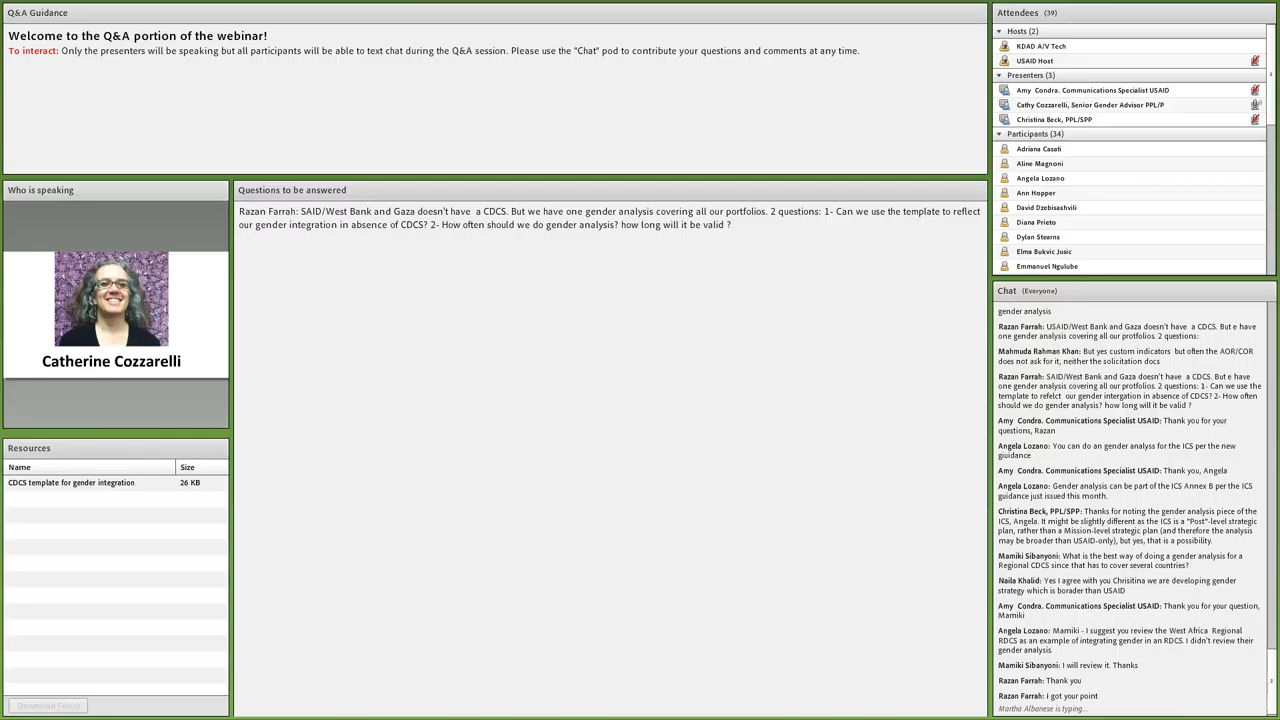 Q&A Guidance
Welcome to the Q&A portion of the webinar!
To interact: Only the presenters will be speaking but all participants will be able to text chat during the Q&A session. Please use the "Chat" pod to contribute your questions and comments at any time.
Who is speaking
Catherine Cozzarelli
Resources
Name Size
CDCS template for gender integration 26 KB
Download File(s)
Questions to be answered
Razan Farrah: SAID/West Bank and Gaza doesn't have a CDCS. But we have one gender analysis covering all our portfolios. 2 questions: 1- Can we use the template to reflect
our gender integration in absence of CDCS? 2- How often should we do gender analysis? how long will it be valid ?
Attendees (39)
Hosts (2)
KDAD A/V Tech
USAID Host
Presenters (3)
Amy Condra. Communications Specialist USAID
Cathy Cozzarelli, Senior Gender Advisor PPL/P
Christina Beck, PPL/SPP
Participants (34)
Adriana Casati
Aline Magnoni
Angela Lozano
Ann Hopper
David Dzebisashvili
Diana Prieto
Dylan Stearns
Elma Bukvic Jusic
Emmanuel Ngulube
Chat (Everyone)
gender analysis
Razan Farrah: USAID/West Bank and Gaza doesn't have a CDCS. But e have
one gender analysis covering all our prtfolios. 2 questions:
Mahmuda Rahman Khan: But yes custom indicators but often the AOR/COR
does not ask for it, neither the solicitation docs
Razan Farrah: SAID/West Bank and Gaza doesn't have a CDCS. But e have
one gender analysis covering all our prtfolios. 2 questions: 1- Can we use the
template to refelct our gender intergation in absence of CDCS? 2- How often
should we do gender analysis? how long will it be valid ?
Amy Condra. Communications Specialist USAID: Thank you for your
questions, Razan
Angela Lozano: You can do an gender analyss for the ICS per the new
giuidance
Amy Condra. Communications Specialist USAID: Thank you, Angela
Angela Lozano: Gender analysis can be part of the ICS Annex B per the ICS
guidance just issued this month.
Christina Beck, PPL/SPP: Thanks for noting the gender analysis piece of the
ICS, Angela. It might be slightly different as the ICS is a "Post"-level strategic
plan, rather than a Mission-level strategic plan (and therefore the analysis
may be broader than USAID-only), but yes, that is a possibility.
Mamiki Sibanyoni: What is the best way of doing a gender analysis for a
Regional CDCS since that has to cover several countries?
Naila Khalid: Yes I agree with you Chrisitina we are developing gender
strategy which is borader than USAID
Amy Condra. Communications Specialist USAID: Thank you for your question,
Mamiki
Angela Lozano: Mamiki - I suggest you review the West Africa Regional
RDCS as an example of integrating gender in an RDCS. I didn't review their
gender analysis.
Mamiki Sibanyoni: I will review it. Thanks
Razan Farrah: Thank you
Razan Farrah: I got your point
Martha Albanese is typing...